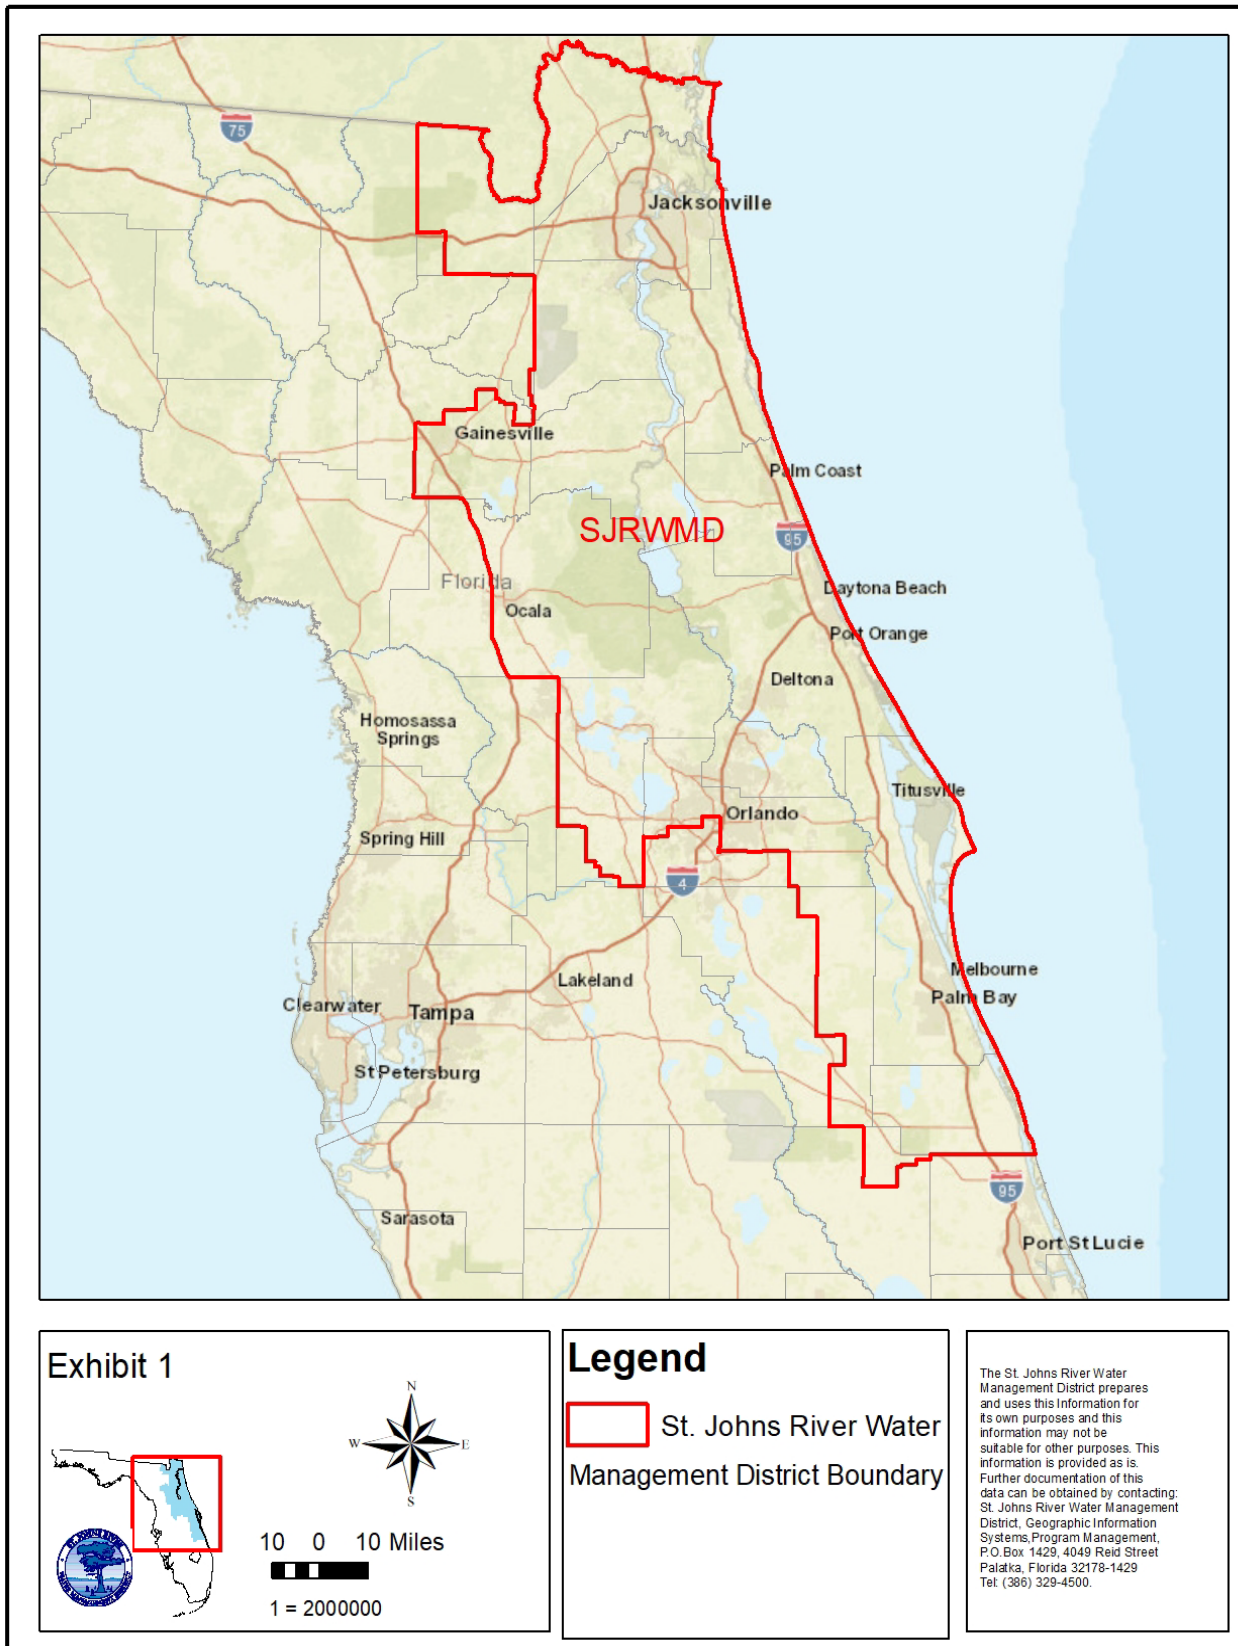 75
Jacksonville
Gainesville
Palm Coast
SJRWMD
95
Florida
Daytona Beach
Ocala
Port Orange
Deltona
Homosassa
Springs
Titusville
Orlando
Spring Hill
4
Melbourne
Lakeland
Palm Bay
Clearwater
Tampa
St Petersburg
95
Sarasota
Port St Lucie
Exhibit 1
N
W
E
S
10 0 10 Miles
1 = 2000000
Legend
St. Johns River Water
Management District Boundary
The St. Johns River Water
Management District prepares
and uses this Information for
its own purposes and this
information may not be
suitable for other purposes. This
information is provided as is.
Further documentation of this
data can be obtained by contacting:
St. Johns River Water Management
District, Geographic Information
Systems,Program Management,
P.O.Box 1429, 4049 Reid Street
Palatka, Florida 32178-1429
Tel: (386) 329-4500.